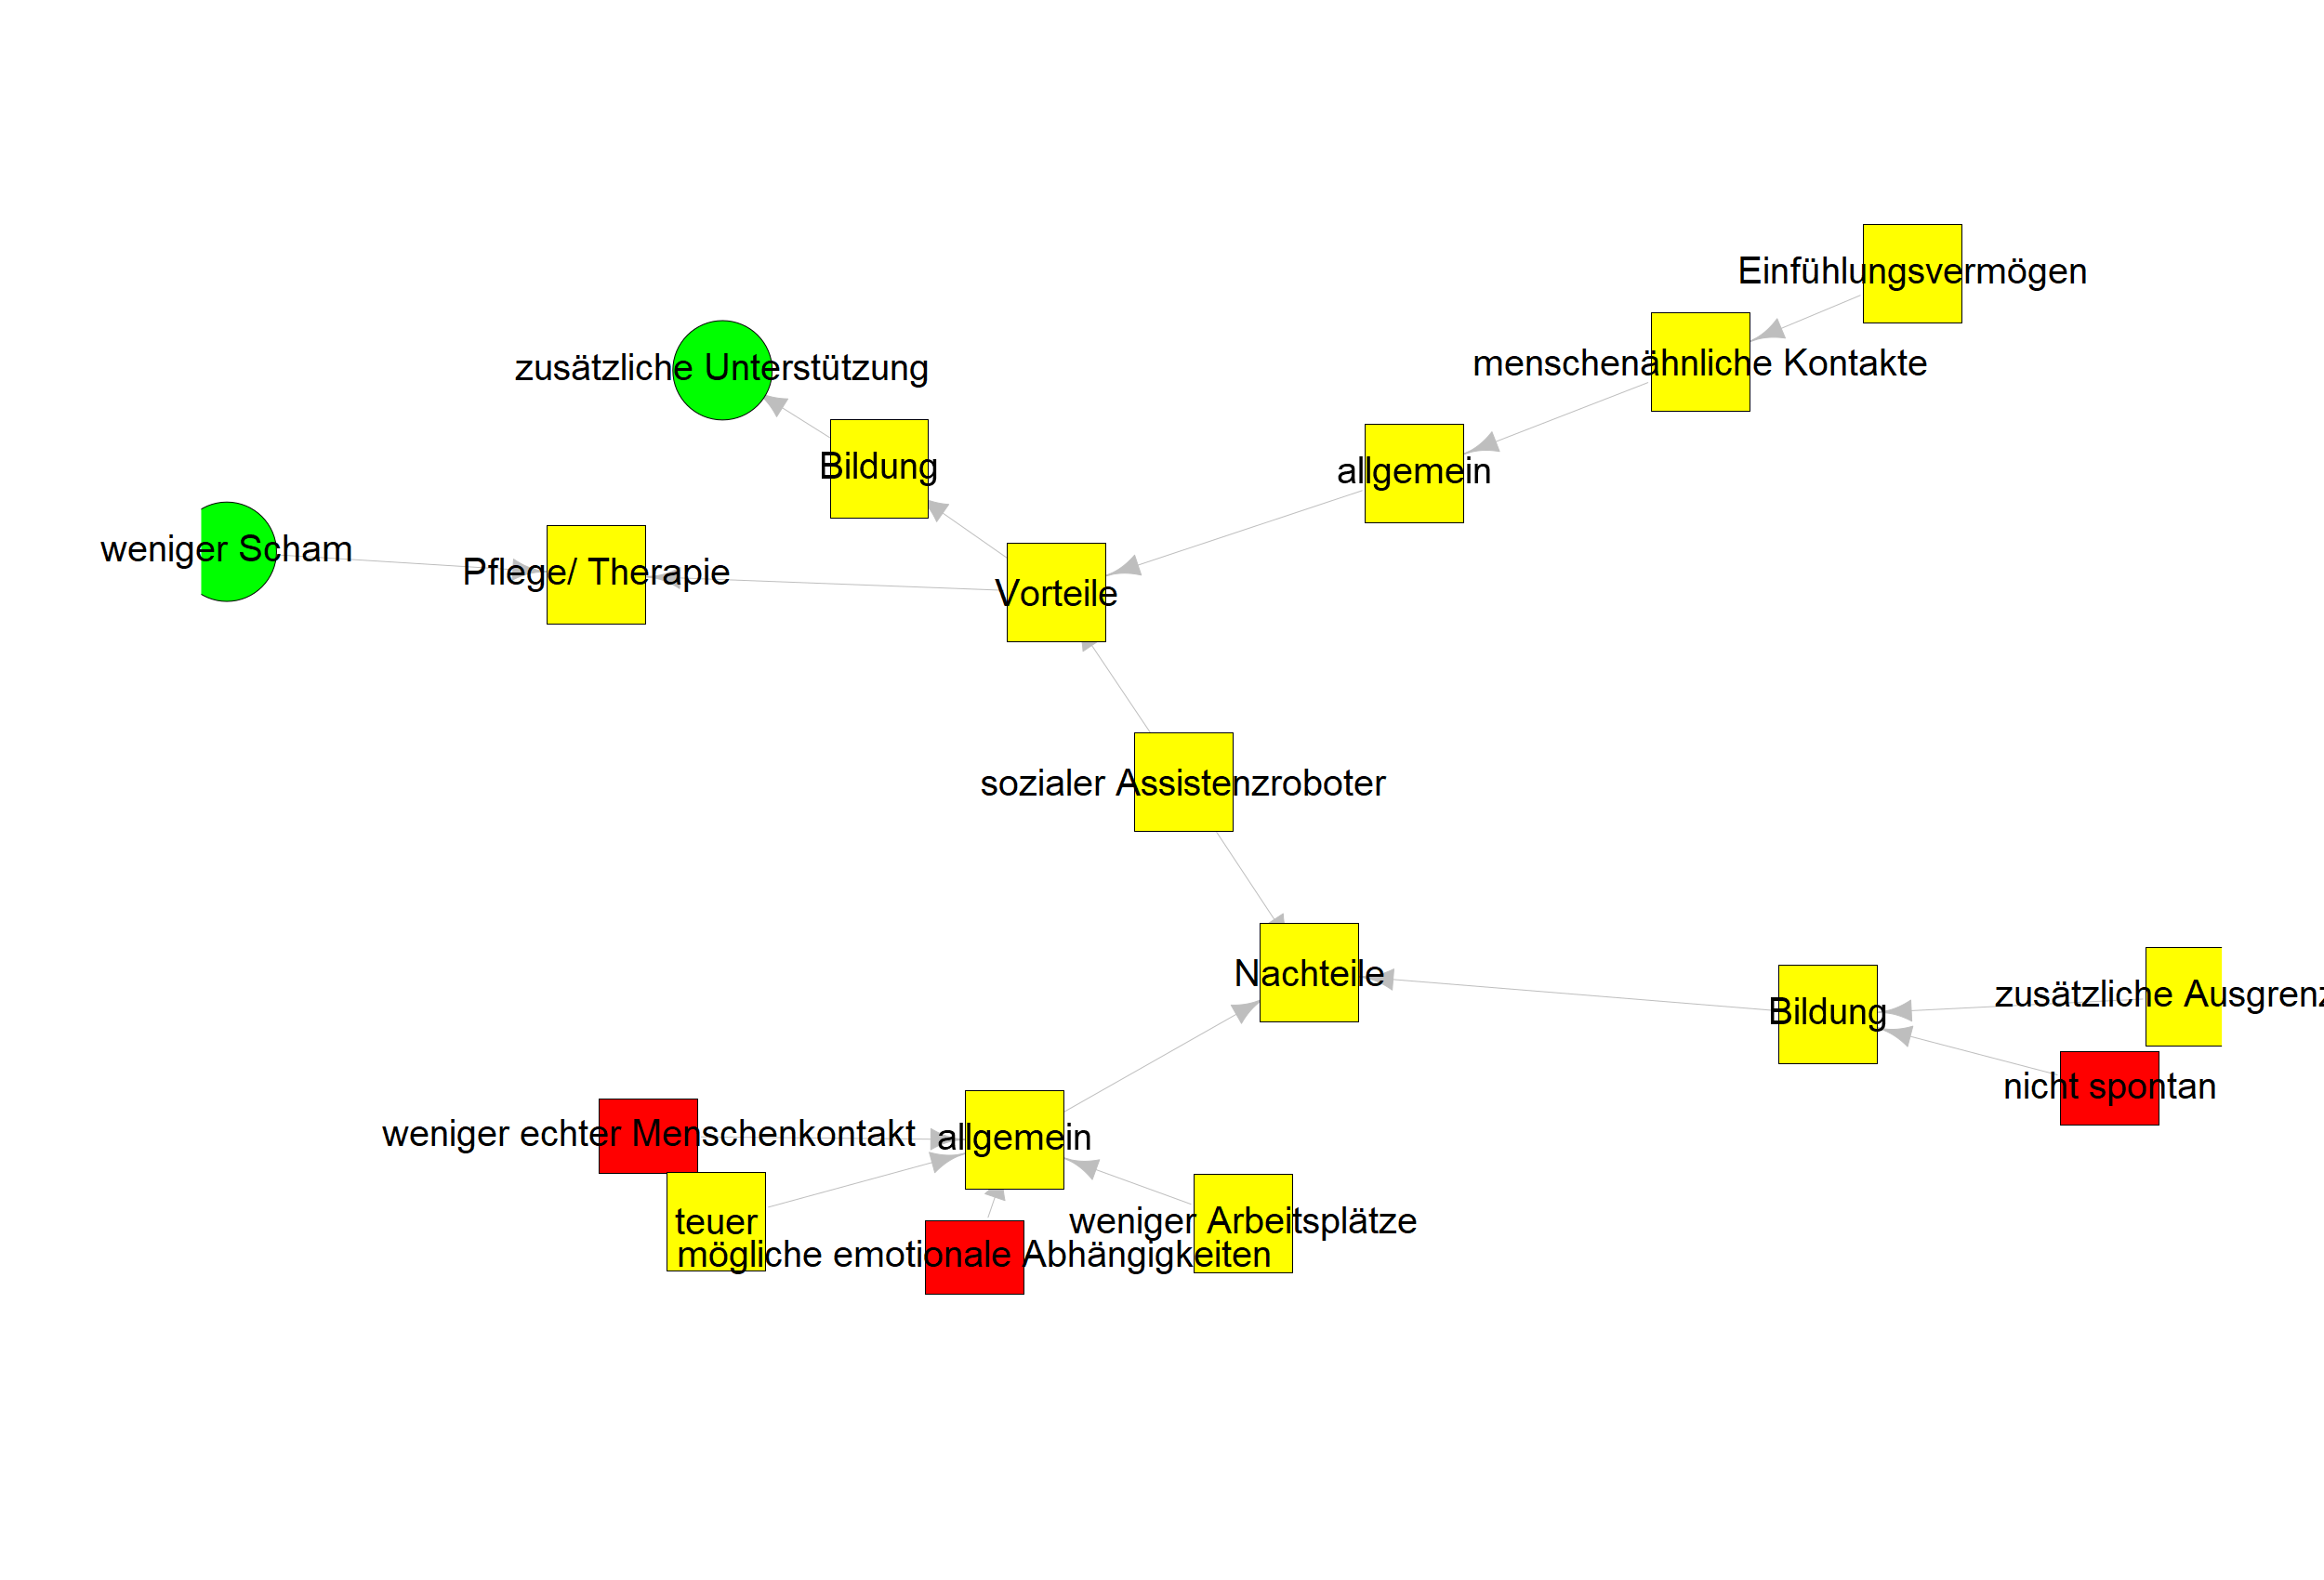 Einfühlungsvermögen
zusätzliche Unterstützung
menschenähnliche Kontakte
Bildung
allgemein
weniger Scham
Pflege/ Therapie
Vorteile
sozialer Assistenzroboter
Nachteile
zusätzliche Ausgrenz
Bildung
nicht spontan
weniger echter Menschenkontakt
allgemein
teuer
weniger Arbeitsplätze
mögliche emotionale Abhängigkeiten